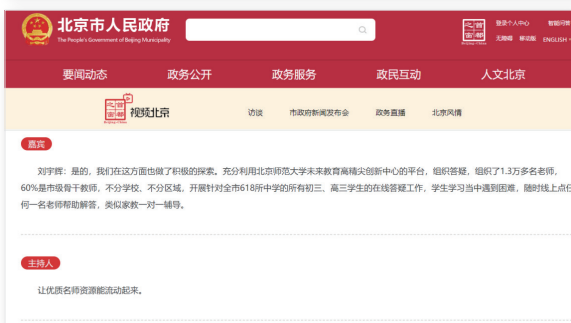 北京市人民政府
The People's Government of Beijing Municipality
登录个人中心 智能问答
无障碍 移动版 ENGLISH
要闻动态 政务公开 政务服务 政民互动 人文北京
首都之窗 视频北京 访谈 市政府新闻发布会 政务直播 北京风情
嘉宾
刘宇辉：是的，我们在这方面也做了积极的探索。充分利用北京师范大学未来教育高精尖创新中心的平台，组织答疑，组织了1.3万多名老师，
60%是市级骨干教师，不分学校、不分区域，开展针对全市618所中学的所有初三、高三学生的在线答疑工作，学生学习当中遇到困难，随时线上点任
何一名老师帮助解答，类似家教一对一辅导。
主持人
让优质名师资源能流动起来。